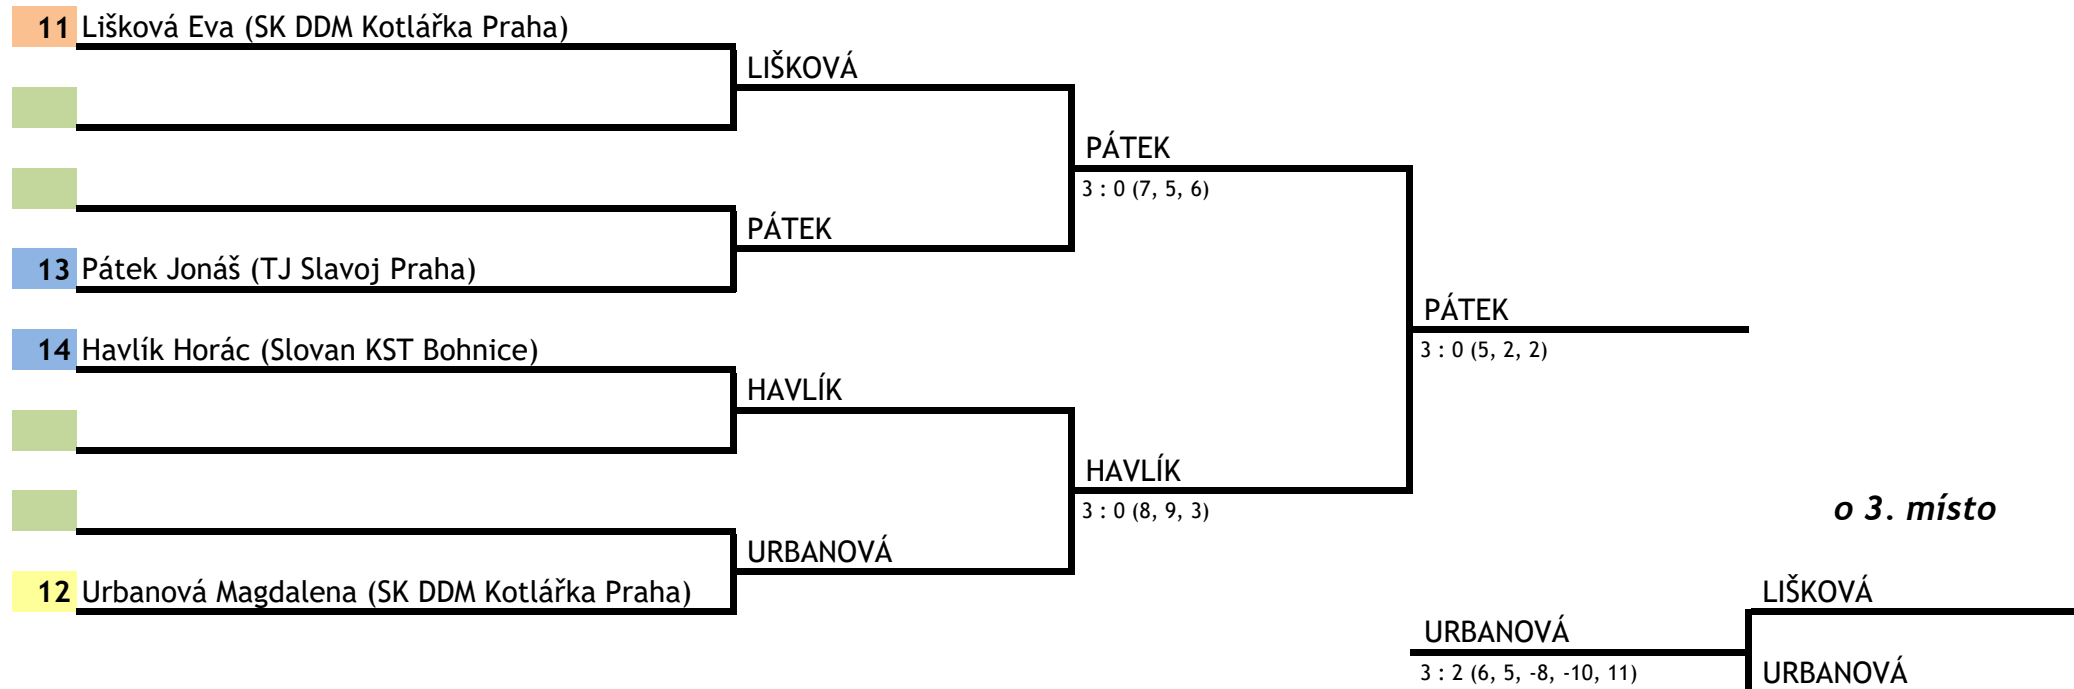 11 Lišková Eva (SK DDM Kotlářka Praha)
LIŠKOVÁ
PÁTEK
3 : 0 (7, 5, 6)
PÁTEK
13 Pátek Jonáš (TJ Slavoj Praha)
PÁTEK
3 : 0 (5, 2, 2)
14 Havlík Horác (Slovan KST Bohnice)
HAVLÍK
HAVLÍK
3 : 0 (8, 9, 3)
o 3. místo
URBANOVÁ
12 Urbanová Magdalena (SK DDM Kotlářka Praha)
LIŠKOVÁ
URBANOVÁ
3 : 2 (6, 5, -8, -10, 11)
URBANOVÁ